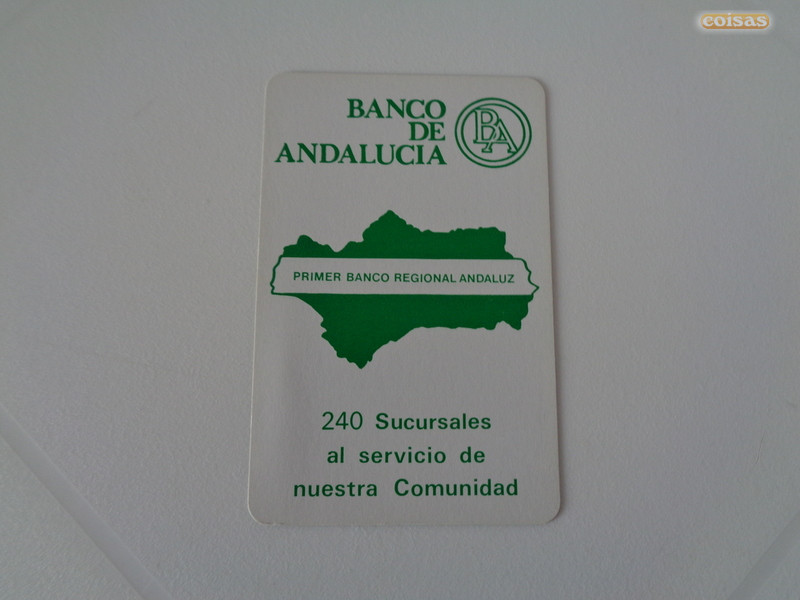 coisas
BANCO
DE
ANDALUCIA
BA
PRIMER BANCO REGIONAL ANDALUZ
240 Sucursales
al servicio de
nuestra Comunidad